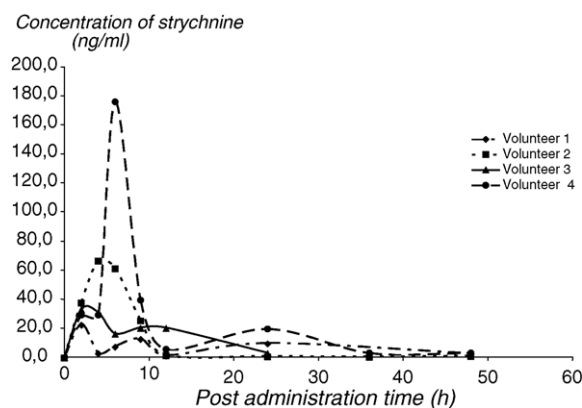 Concentration of strychnine
(ng/ml)
200,0
180,0
160,0
140,0
120,0
100,0
80,0
60,0
40,0
20,0
0,0
0 10 20 30 40 50 60
Post administration time (h)
Volunteer 1
Volunteer 2
Volunteer 3
Volunteer 4